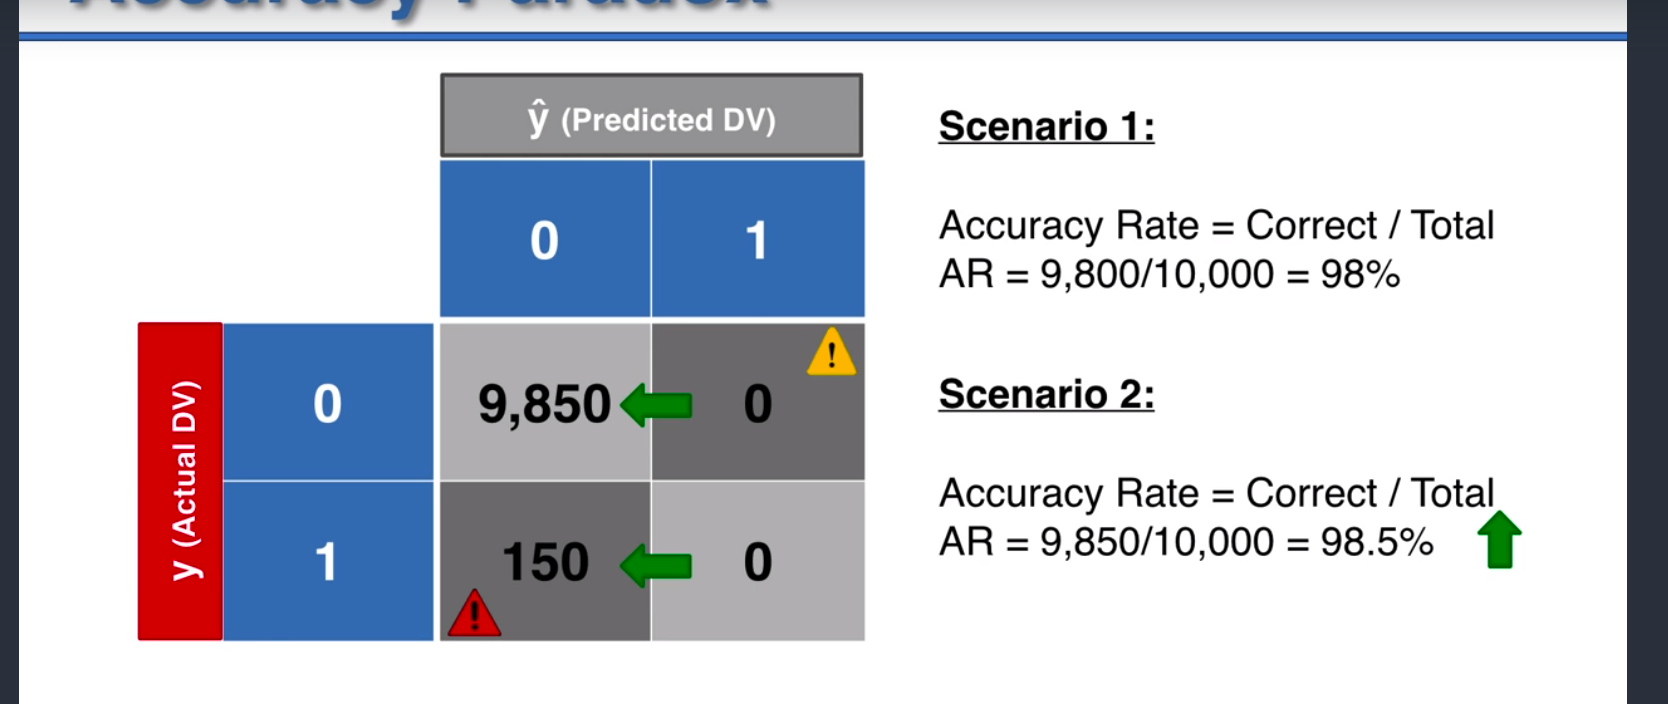 Accuracy Paradox
ŷ (Predicted DV)
0 1
y (Actual DV)
0 9,850 0
1 150 0
Scenario 1:
Accuracy Rate = Correct / Total
AR = 9,800/10,000 = 98%
Scenario 2:
Accuracy Rate = Correct / Total
AR = 9,850/10,000 = 98.5%